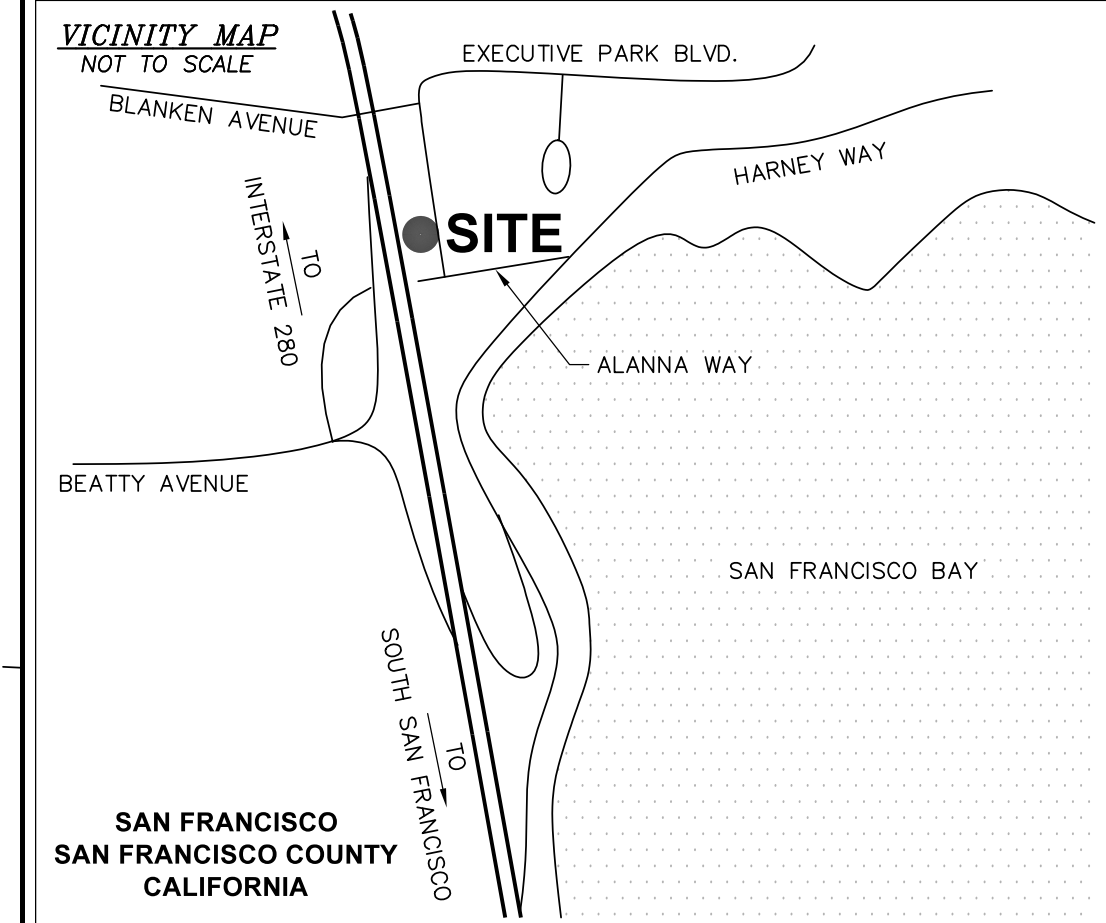 VICINITY MAP
NOT TO SCALE
EXECUTIVE PARK BLVD.
BLANKEN AVENUE
HARNEY WAY
TO
INTERSTATE 280
SITE
ALANNA WAY
BEATTY AVENUE
SAN FRANCISCO BAY
TO
SOUTH SAN FRANCISCO
SAN FRANCISCO
SAN FRANCISCO COUNTY
CALIFORNIA